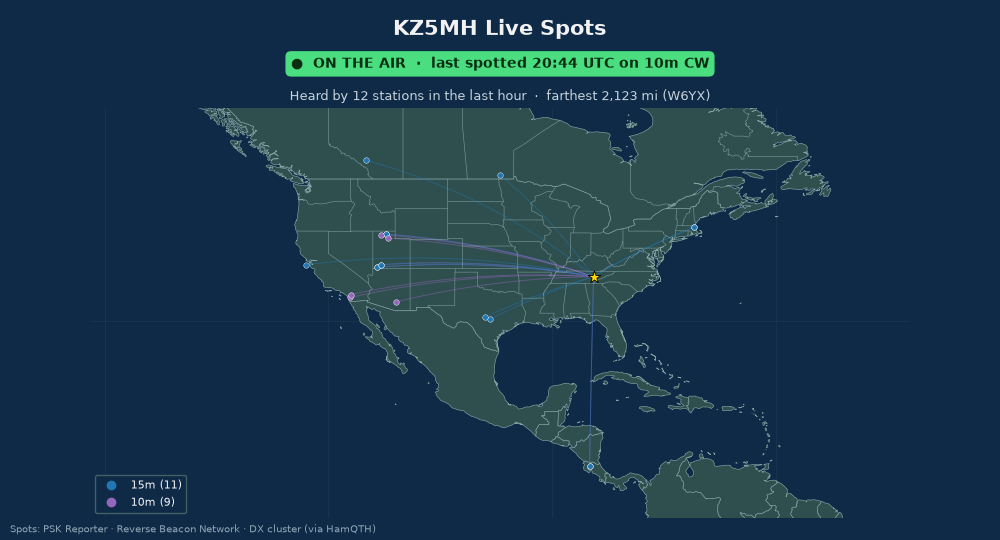 KZ5MH Live Spots
● ON THE AIR · last spotted 20:44 UTC on 10m CW
Heard by 12 stations in the last hour · farthest 2,123 mi (W6YX)
15m (11)
10m (9)
Spots: PSK Reporter · Reverse Beacon Network · DX cluster (via HamQTH)